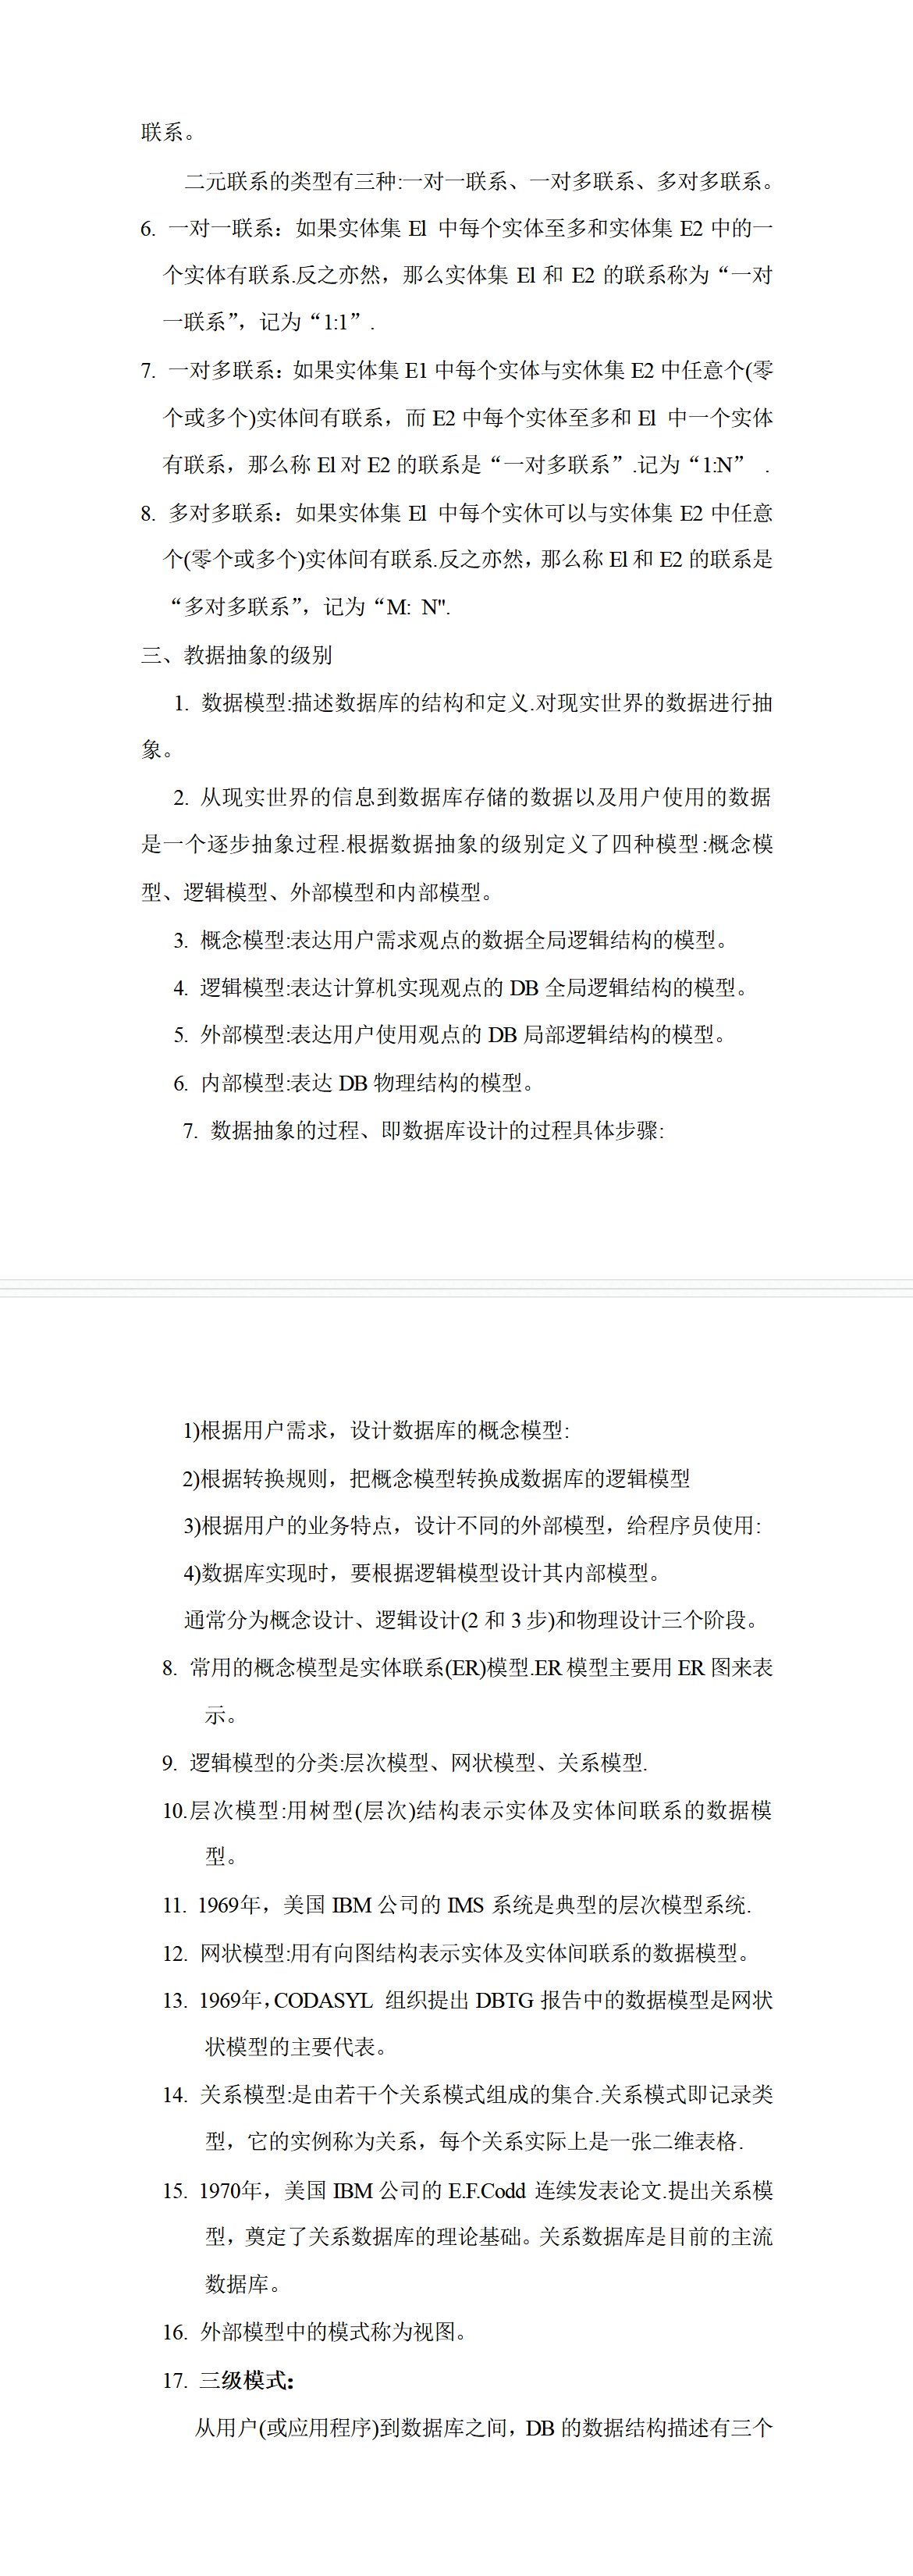 联系。
二元联系的类型有三种:一对一联系、一对多联系、多对多联系。
6. 一对一联系：如果实体集 El 中每个实体至多和实体集 E2 中的一
个实体有联系.反之亦然，那么实体集 El 和 E2 的联系称为“一对
一联系”，记为“1:1”.
7. 一对多联系：如果实体集 E1 中每个实体与实休集 E2 中任意个(零
个或多个)实体间有联系，而 E2 中每个实体至多和 El 中一个实体
有联系，那么称 El 对 E2 的联系是“一对多联系”.记为“1:N” .
8. 多对多联系：如果实体集 El 中每个实休可以与实体集 E2 中任意
个(零个或多个)实体间有联系.反之亦然，那么称 El 和 E2 的联系是
“多对多联系”，记为“M: N".
三、教据抽象的级别
1. 数据模型:描述数据库的结构和定义.对现实世界的数据进行抽
象。
2. 从现实世界的信息到数据库存储的数据以及用户使用的数据
是一个逐步抽象过程.根据数据抽象的级别定义了四种模型:概念模
型、逻辑模型、外部模型和内部模型。
3. 概念模型:表达用户需求观点的数据全局逻辑结构的模型。
4. 逻辑模型:表达计算机实现观点的 DB 全局逻辑结构的模型。
5. 外部模型:表达用户使用观点的 DB 局部逻辑结构的模型。
6. 内部模型:表达 DB 物理结构的模型。
7. 数据抽象的过程、即数据库设计的过程具体步骤:
1)根据用户需求，设计数据库的概念模型:
2)根据转换规则，把概念模型转换成数据库的逻辑模型
3)根据用户的业务特点，设计不同的外部模型，给程序员使用:
4)数据库实现时，要根据逻辑模型设计其内部模型。
通常分为概念设计、逻辑设计(2 和 3 步)和物理设计三个阶段。
8. 常用的概念模型是实体联系(ER)模型.ER 模型主要用 ER 图来表
示。
9. 逻辑模型的分类:层次模型、网状模型、关系模型.
10.层次模型:用树型(层次)结构表示实体及实体间联系的数据模
型。
11. 1969年，美国 IBM 公司的 IMS 系统是典型的层次模型系统.
12. 网状模型:用有向图结构表示实体及实体间联系的数据模型。
13. 1969年，CODASYL 组织提出 DBTG 报告中的数据模型是网状
状模型的主要代表。
14. 关系模型:是由若干个关系模式组成的集合.关系模式即记录类
型，它的实例称为关系，每个关系实际上是一张二维表格.
15. 1970年，美国 IBM 公司的 E.F.Codd 连续发表论文.提出关系模
型，奠定了关系数据库的理论基础。关系数据库是目前的主流
数据库。
16. 外部模型中的模式称为视图。
17. 三级模式：
从用户(或应用程序)到数据库之间，DB 的数据结构描述有三个